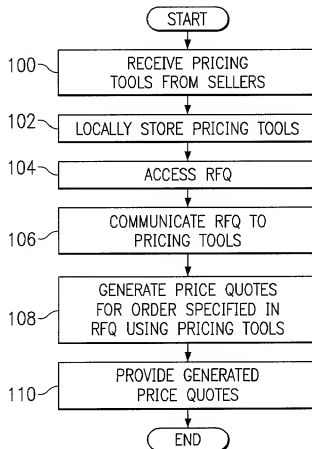 START
100
RECEIVE PRICING
TOOLS FROM SELLERS
102
LOCALLY STORE PRICING TOOLS
104
ACCESS RFQ
106
COMMUNICATE RFQ TO
PRICING TOOLS
108
GENERATE PRICE QUOTES
FOR ORDER SPECIFIED IN
RFQ USING PRICING TOOLS
110
PROVIDE GENERATED
PRICE QUOTES
END